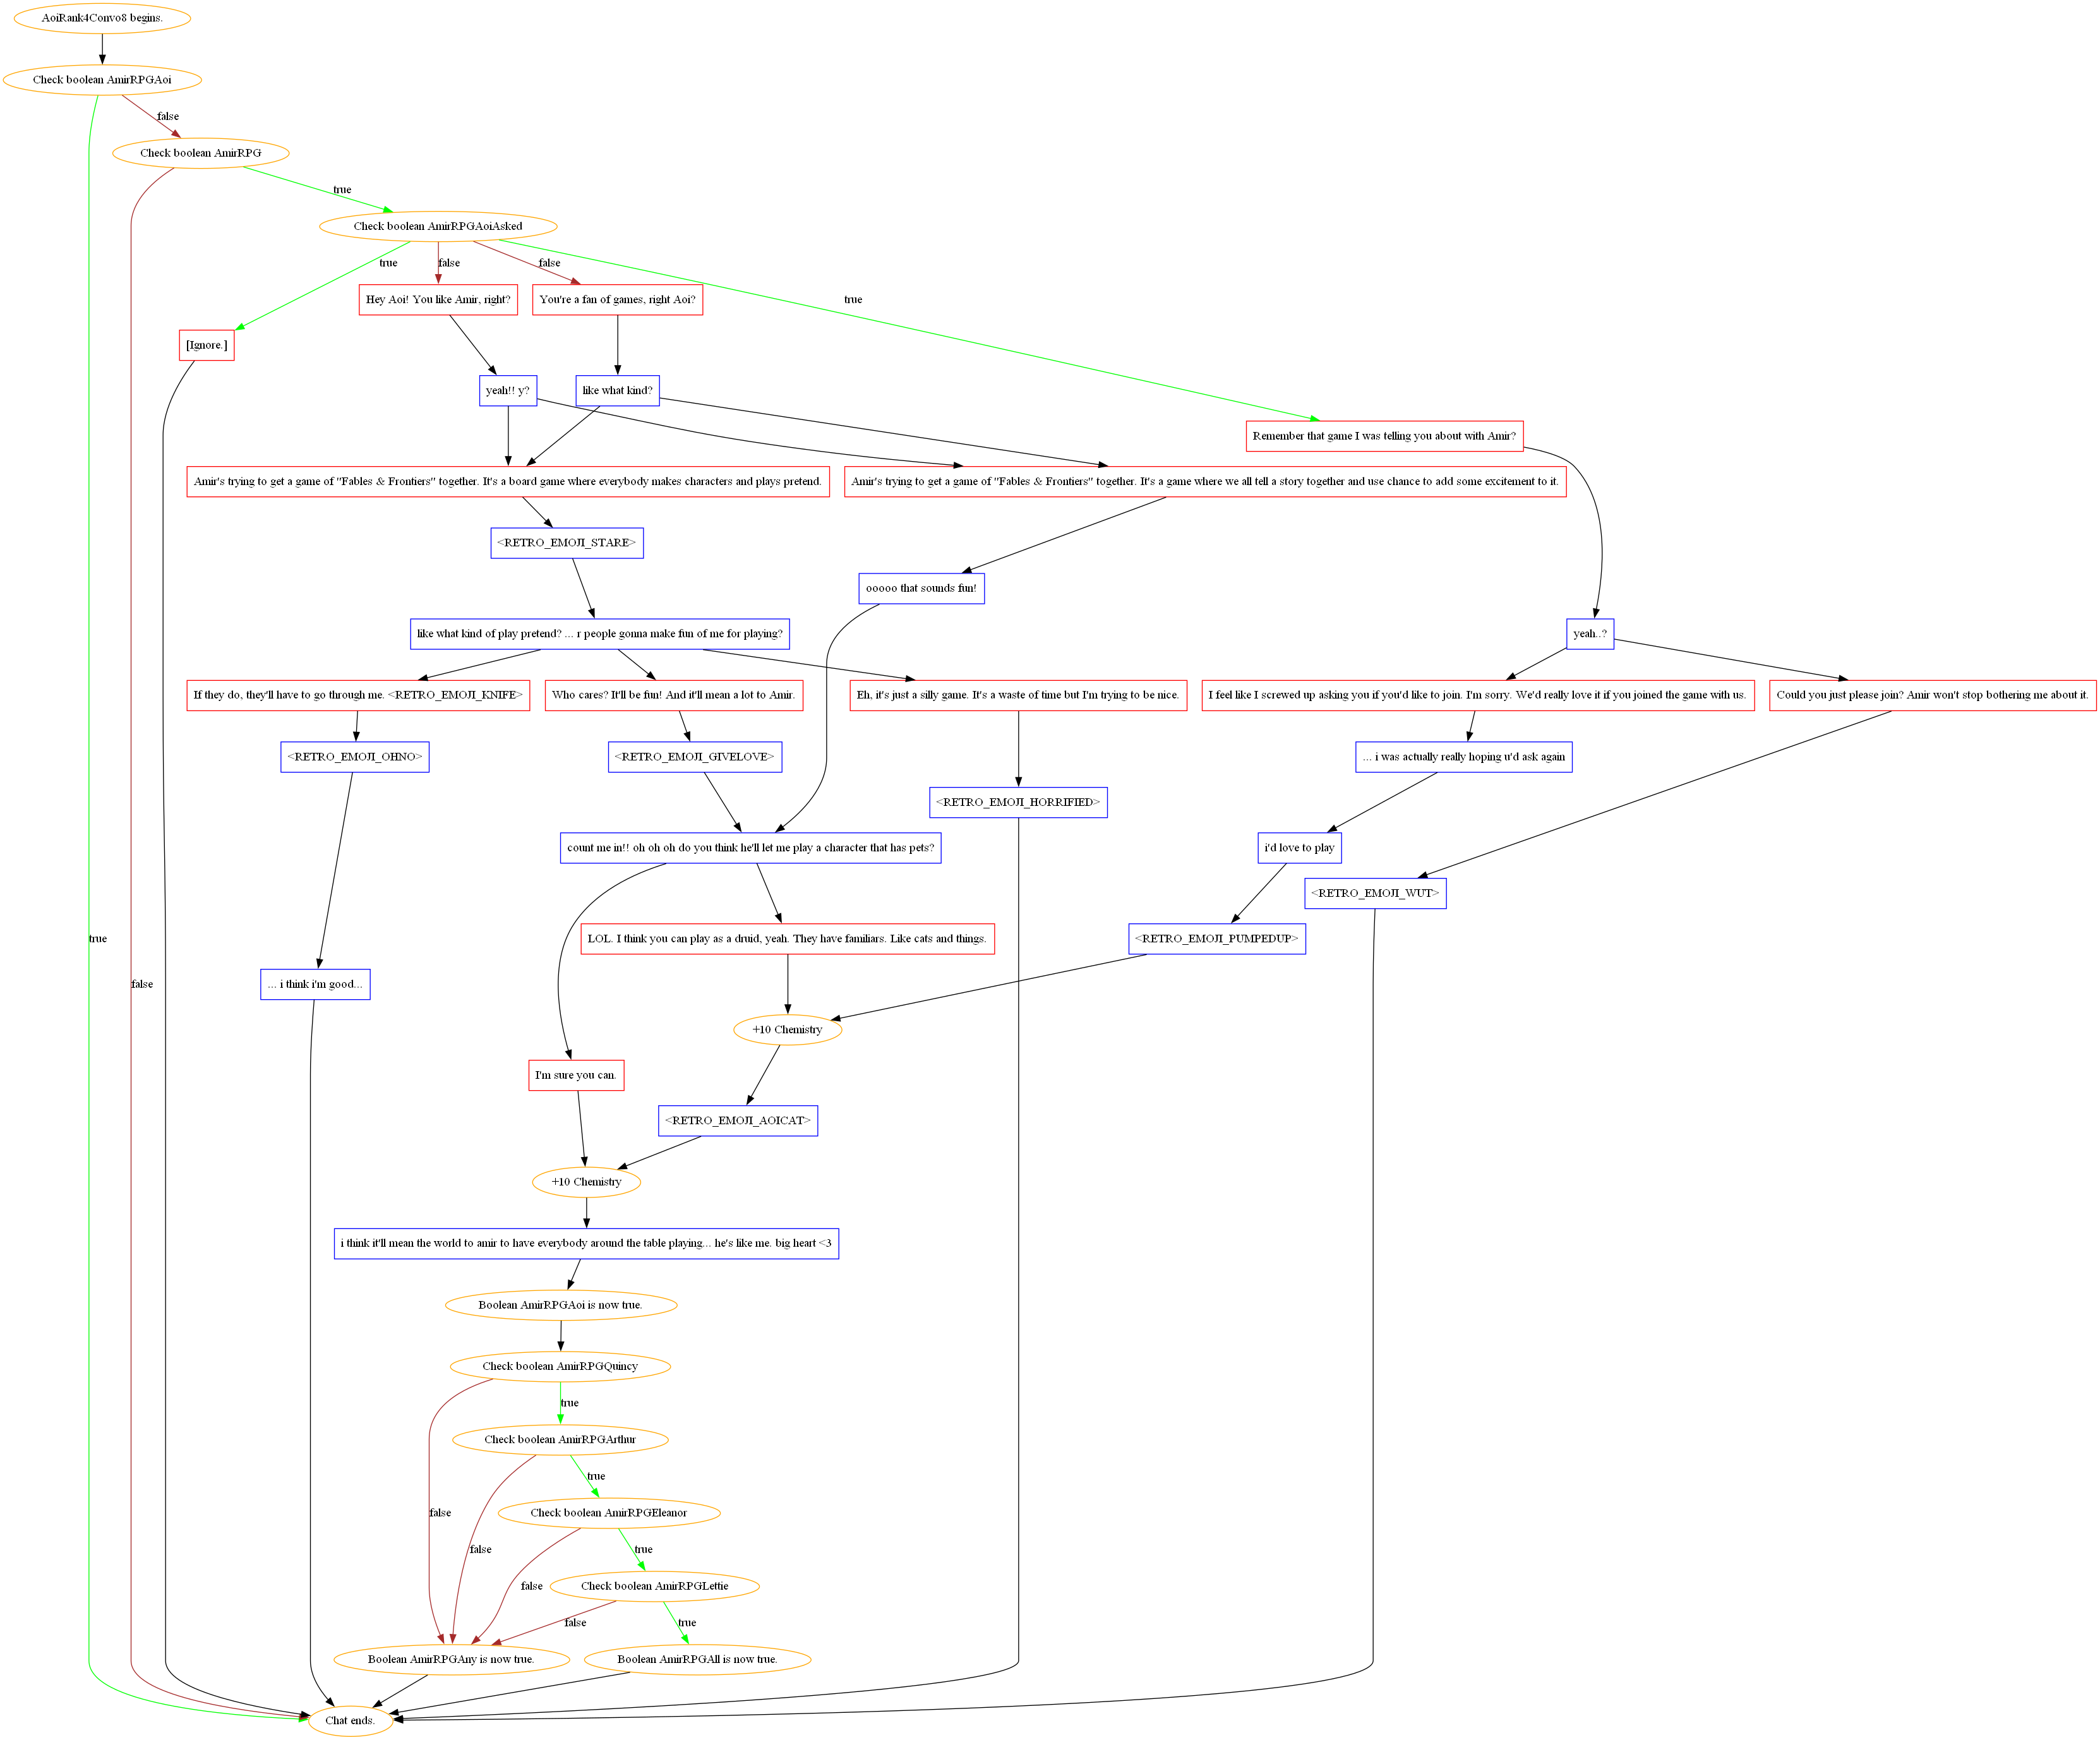 AoiRank4Convo8 begins.
Check boolean AmirRPGAoi
false
Check boolean AmirRPG
true
Check boolean AmirRPGAoiAsked
true
false
false
true
Hey Aoi! You like Amir, right?
You're a fan of games, right Aoi?
[Ignore.]
yeah!! y?
like what kind?
Remember that game I was telling you about with Amir?
Amir's trying to get a game of "Fables & Frontiers" together. It's a board game where everybody makes characters and plays pretend.
Amir's trying to get a game of "Fables & Frontiers" together. It's a game where we all tell a story together and use chance to add some excitement to it.
<RETRO_EMOJI_STARE>
ooooo that sounds fun!
like what kind of play pretend? ... r people gonna make fun of me for playing?
yeah..?
If they do, they'll have to go through me. <RETRO_EMOJI_KNIFE>
Who cares? It'll be fun! And it'll mean a lot to Amir.
Eh, it's just a silly game. It's a waste of time but I'm trying to be nice.
I feel like I screwed up asking you if you'd like to join. I'm sorry. We'd really love it if you joined the game with us.
Could you just please join? Amir won't stop bothering me about it.
<RETRO_EMOJI_OHNO>
<RETRO_EMOJI_GIVELOVE>
... i was actually really hoping u'd ask again
<RETRO_EMOJI_HORRIFIED>
count me in!! oh oh oh do you think he'll let me play a character that has pets?
i'd love to play
<RETRO_EMOJI_WUT>
true
LOL. I think you can play as a druid, yeah. They have familiars. Like cats and things.
<RETRO_EMOJI_PUMPEDUP>
false
... i think i'm good...
+10 Chemistry
I'm sure you can.
<RETRO_EMOJI_AOICAT>
+10 Chemistry
i think it'll mean the world to amir to have everybody around the table playing... he's like me. big heart <3
Boolean AmirRPGAoi is now true.
Check boolean AmirRPGQuincy
true
Check boolean AmirRPGArthur
true
false
Check boolean AmirRPGEleanor
false
true
false
Check boolean AmirRPGLettie
false
true
Boolean AmirRPGAny is now true.
Boolean AmirRPGAll is now true.
Chat ends.